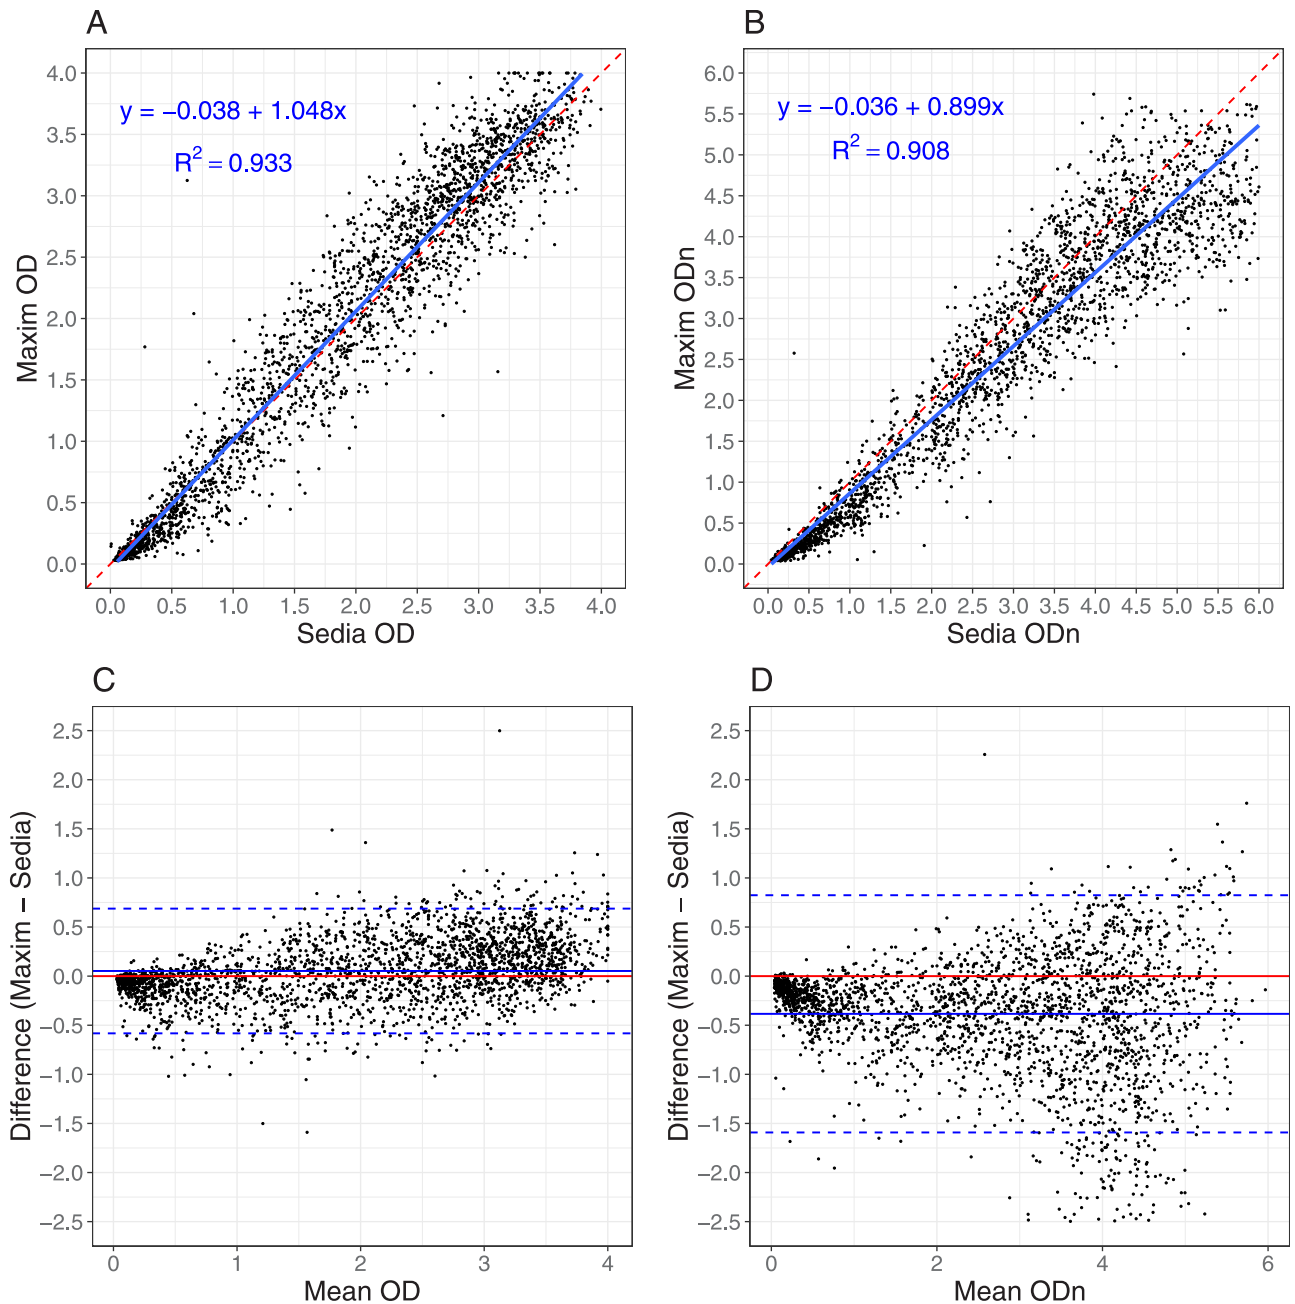 A
y = −0.038 + 1.048x
R² = 0.933
4.0
3.5
3.0
2.5
2.0
1.5
1.0
0.5
0.0
Maxim OD
0.0 0.5 1.0 1.5 2.0 2.5 3.0 3.5 4.0
Sedia OD
B
y = −0.036 + 0.899x
R² = 0.908
6.0
5.5
5.0
4.5
4.0
3.5
3.0
2.5
2.0
1.5
1.0
0.5
0.0
Maxim ODn
0.0 0.5 1.0 1.5 2.0 2.5 3.0 3.5 4.0 4.5 5.0 5.5 6.0
Sedia ODn
C
2.5
2.0
1.5
1.0
0.5
0.0
−0.5
−1.0
−1.5
−2.0
−2.5
Difference (Maxim − Sedia)
0 1 2 3 4
Mean OD
D
2.5
2.0
1.5
1.0
0.5
0.0
−0.5
−1.0
−1.5
−2.0
−2.5
Difference (Maxim − Sedia)
0 2 4 6
Mean ODn